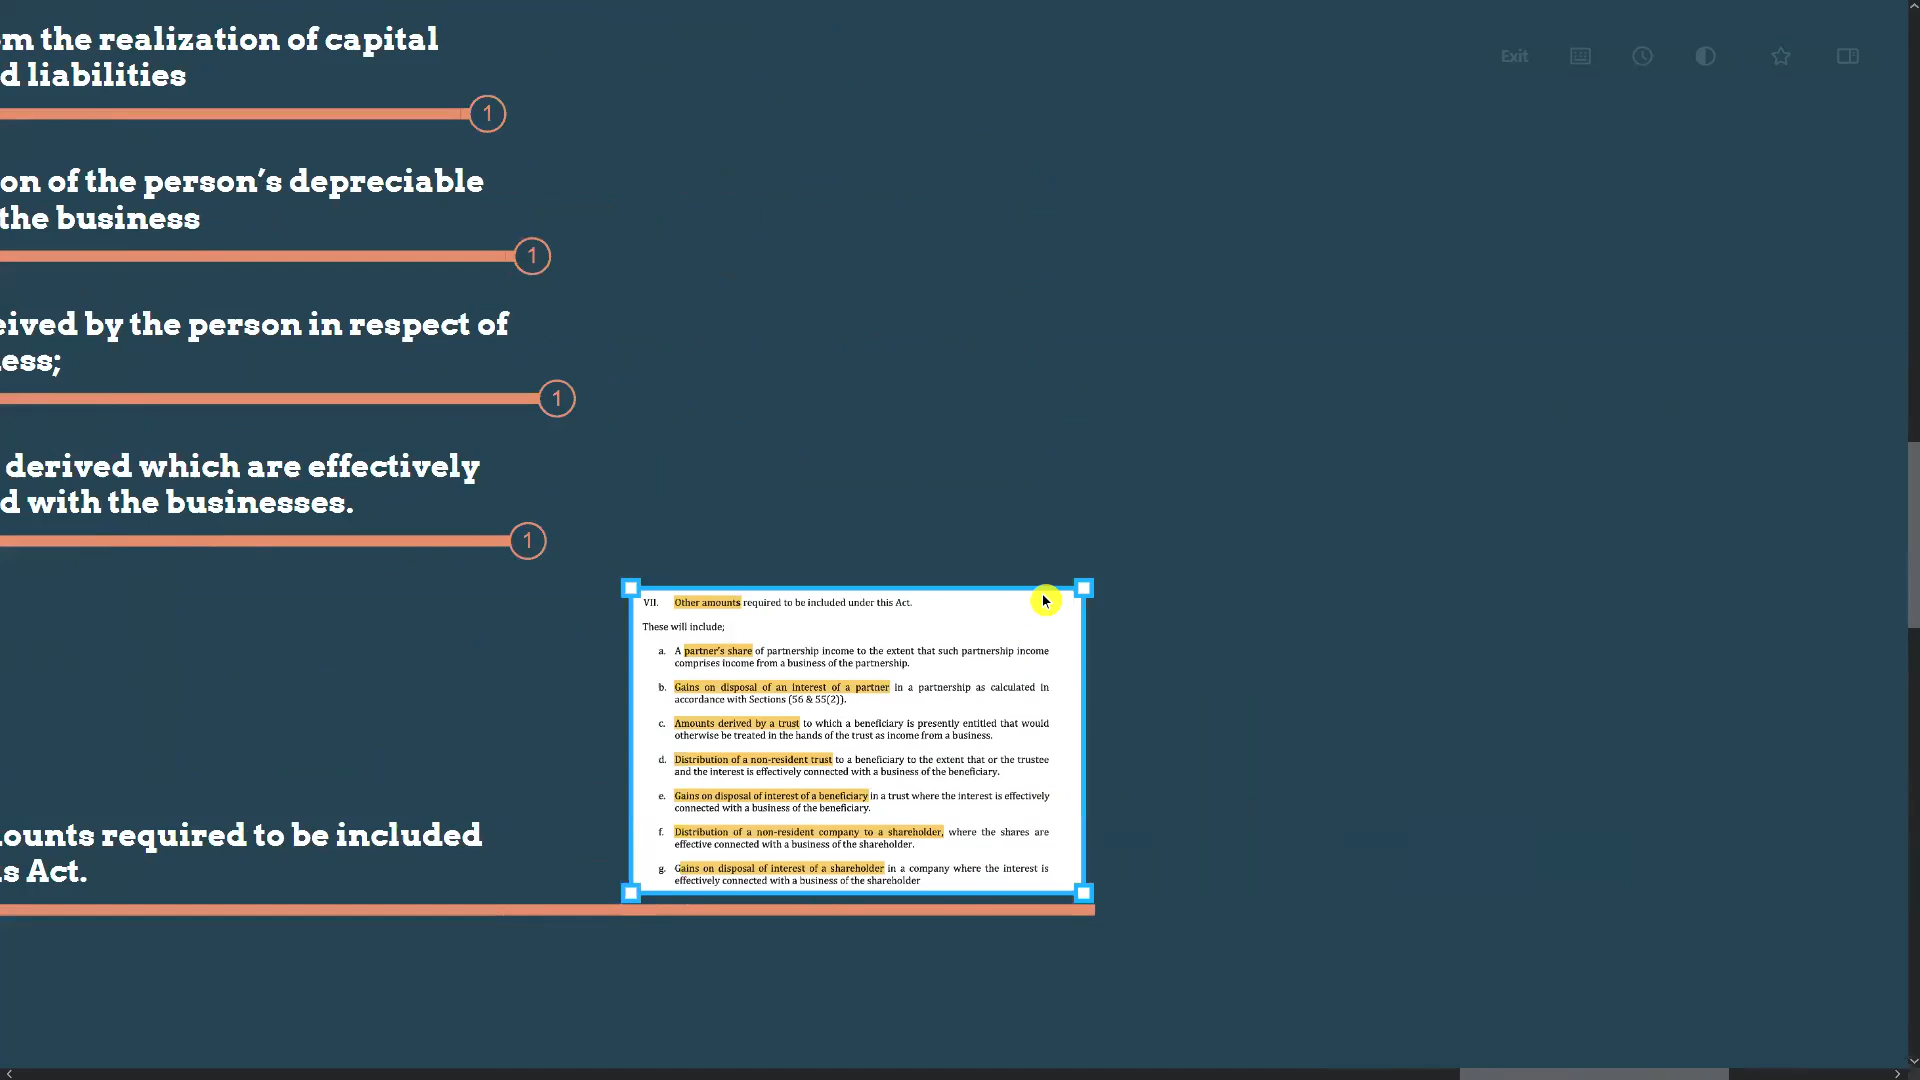 m the realization of capital
d liabilities
1
on of the person's depreciable
the business
1
eived by the person in respect of
ess;
1
derived which are effectively
d with the businesses.
1
Exit
VII. Other amounts required to be included under this Act.
These will include;
a. A partner's share of partnership income to the extent that such partnership income
comprises income from a business of the partnership.
b. Gains on disposal of an interest of a partner in a partnership as calculated in
accordance with Sections (56 & 55(2)).
c. Amounts derived by a trust to which a beneficiary is presently entitled that would
otherwise be treated in the hands of the trust as income from a business.
d. Distribution of a non-resident trust to a beneficiary to the extent that or the trustee
and the interest is effectively connected with a business of the beneficiary.
e. Gains on disposal of interest of a beneficiary in a trust where the interest is effectively
connected with a business of the beneficiary.
f. Distribution of a non-resident company to a shareholder, where the shares are
effective connected with a business of the shareholder.
g. Gains on disposal of interest of a shareholder in a company where the interest is
effectively connected with a business of the shareholder
ounts required to be included
s Act.